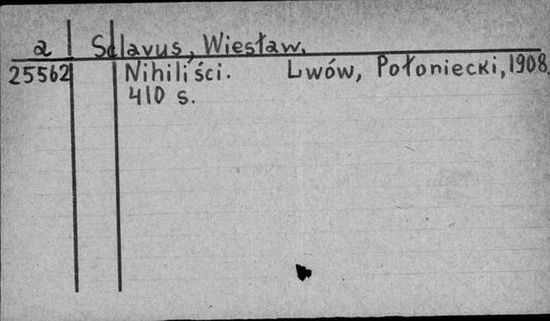 a Sclavus, Wiesław.
25562 Nihiliści. Lwów, Połoniecki, 1908.
410 s.